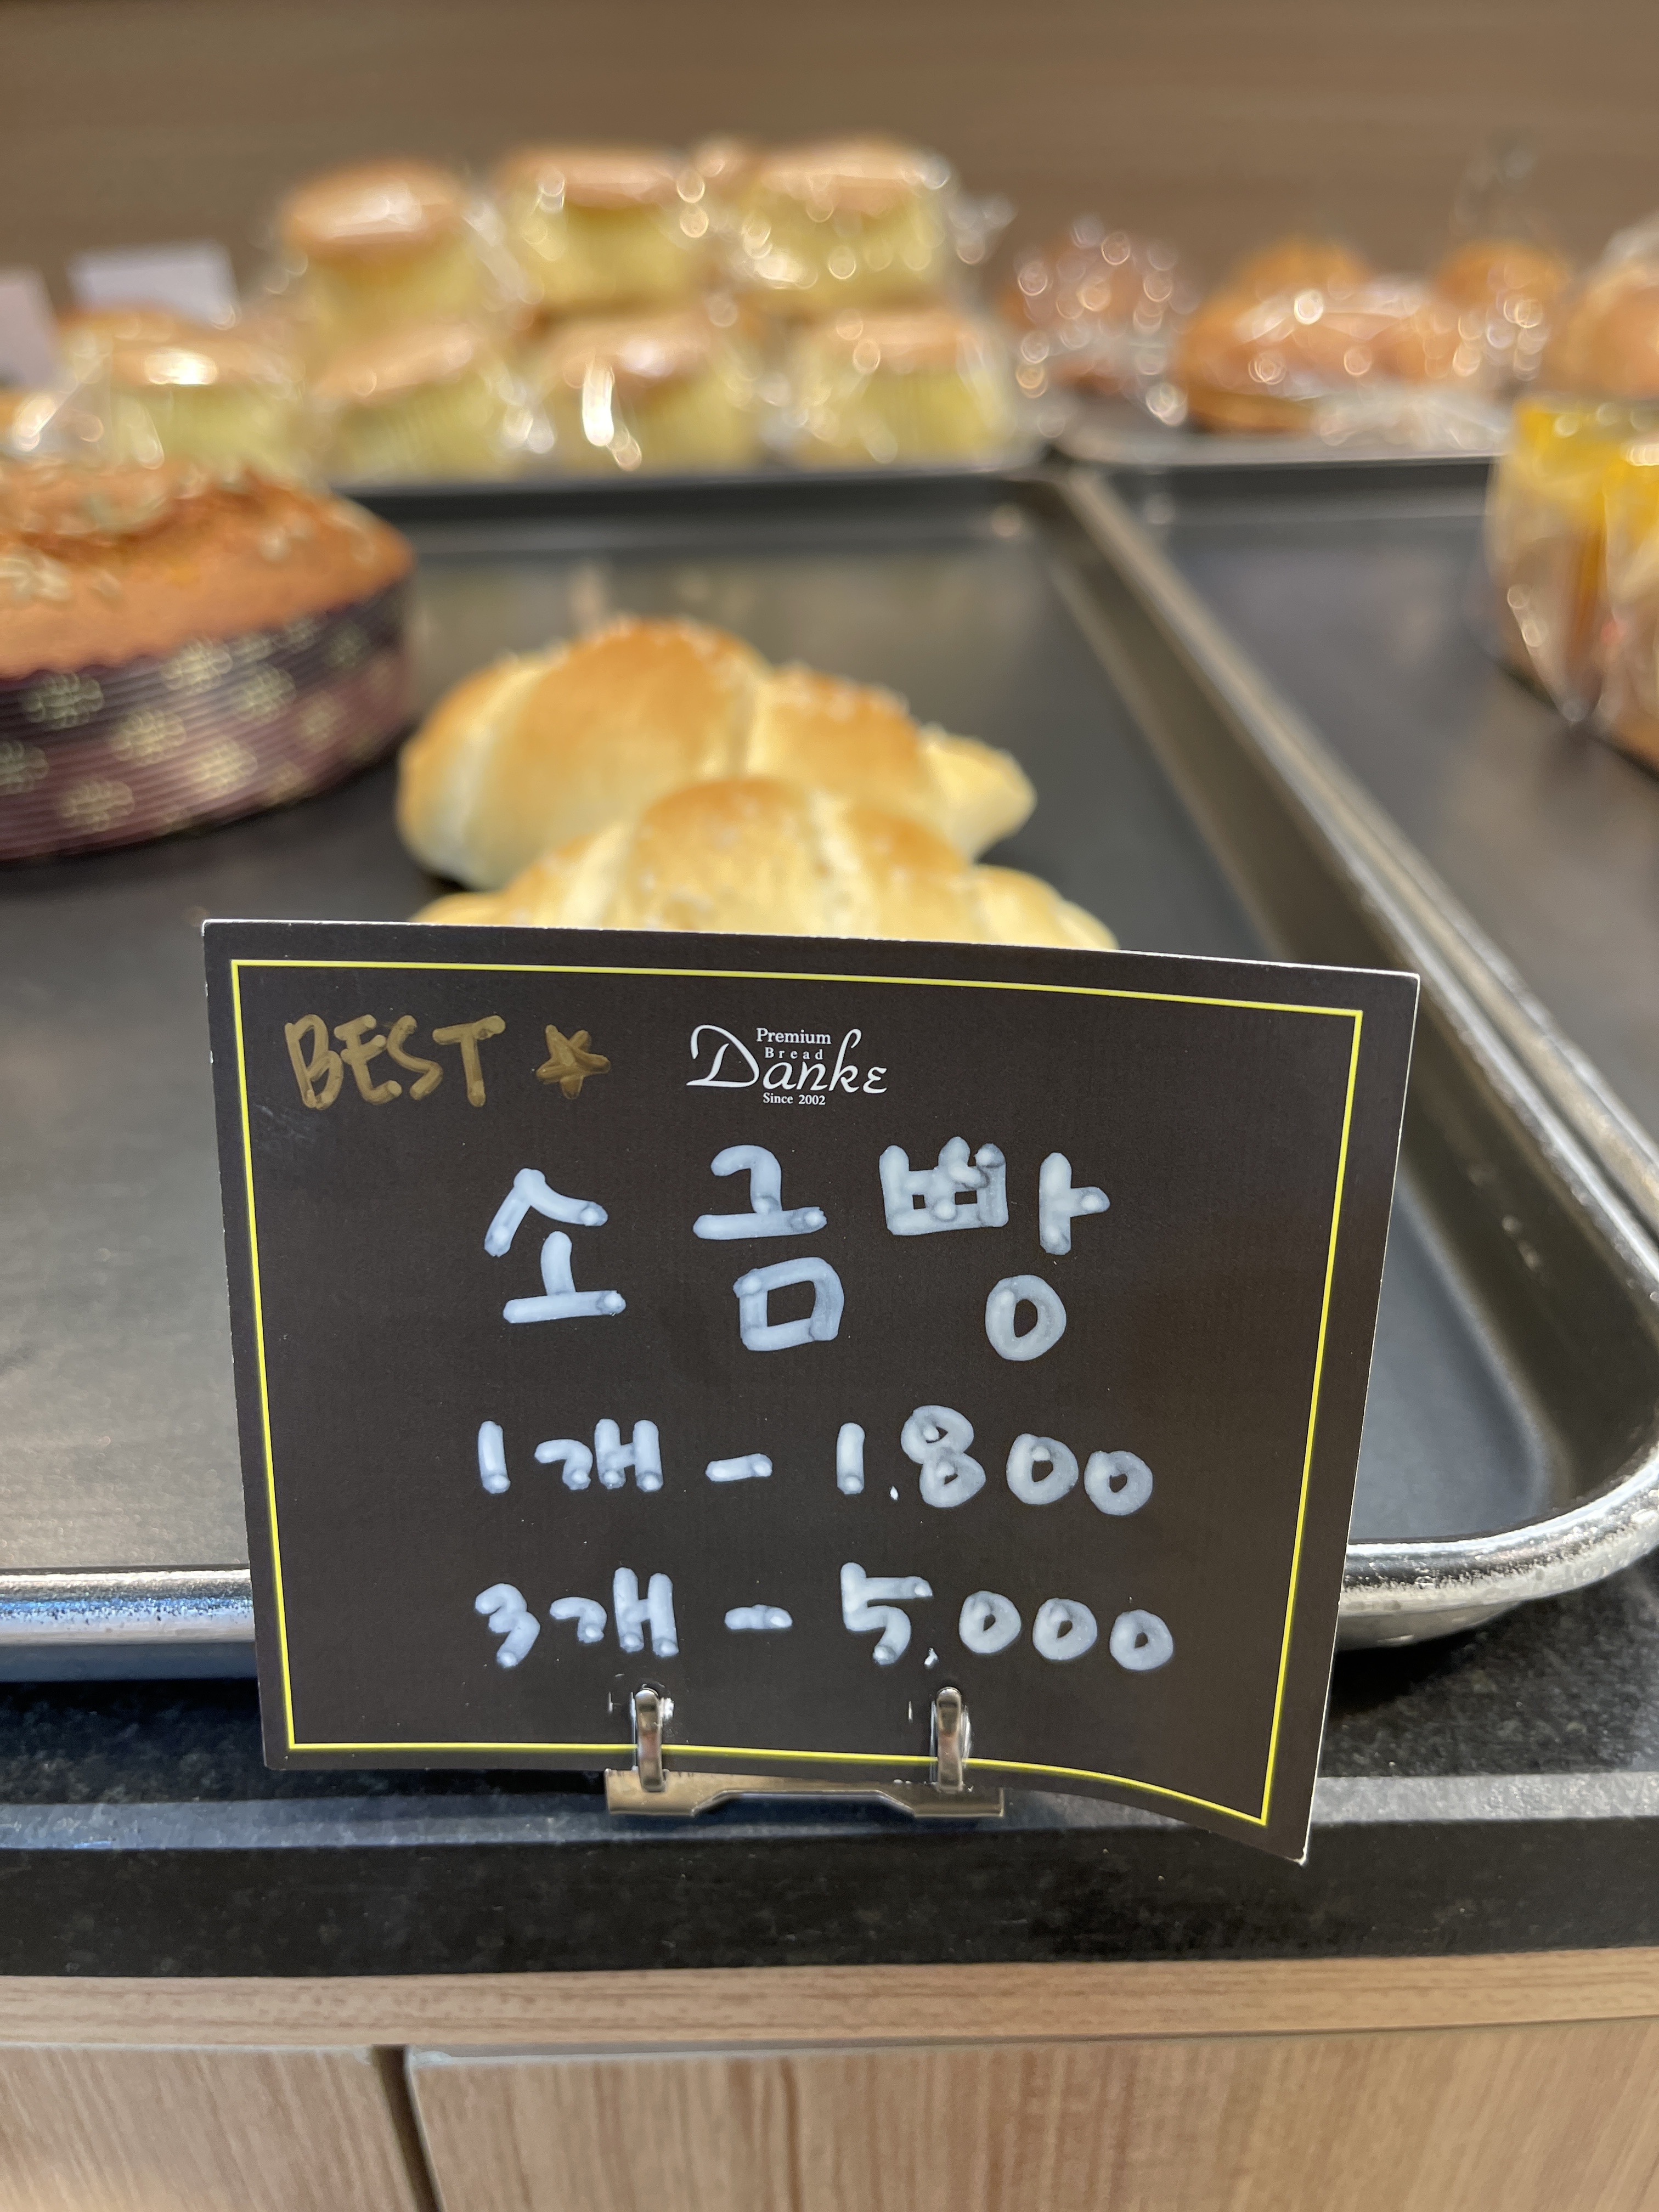 BEST ☆
Premium
Bread
Danke
Since 2002
소금빵
1개 - 1.800
3개 - 5.000